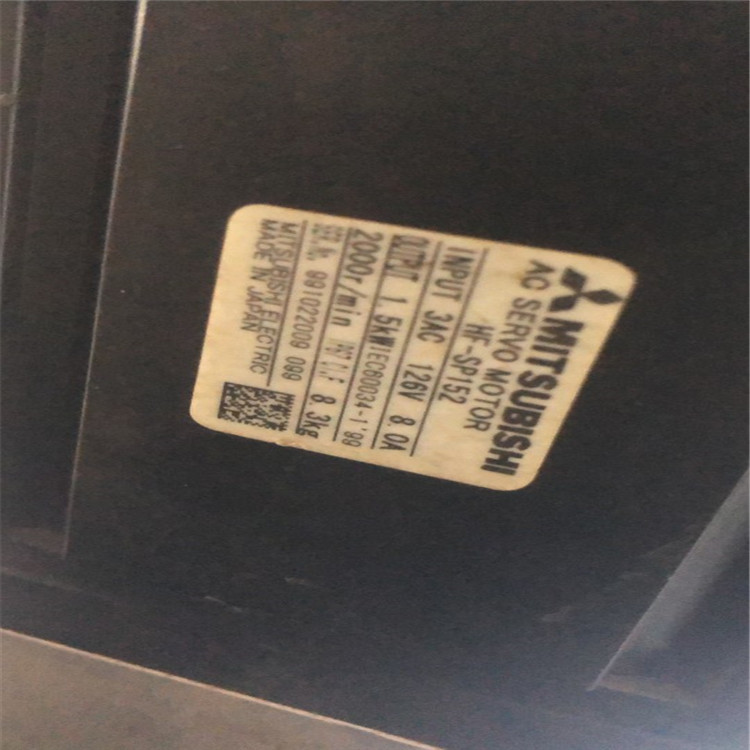 MITSUBISHI
AC SERVO MOTOR
HF-SP152
INPUT 3AC 126V 8.0A
OUTPUT 1.5kW IEC60034-1'99
2000r/min 8.3kg
991022009 099
MITSUBISHI ELECTRIC
MADE IN JAPAN